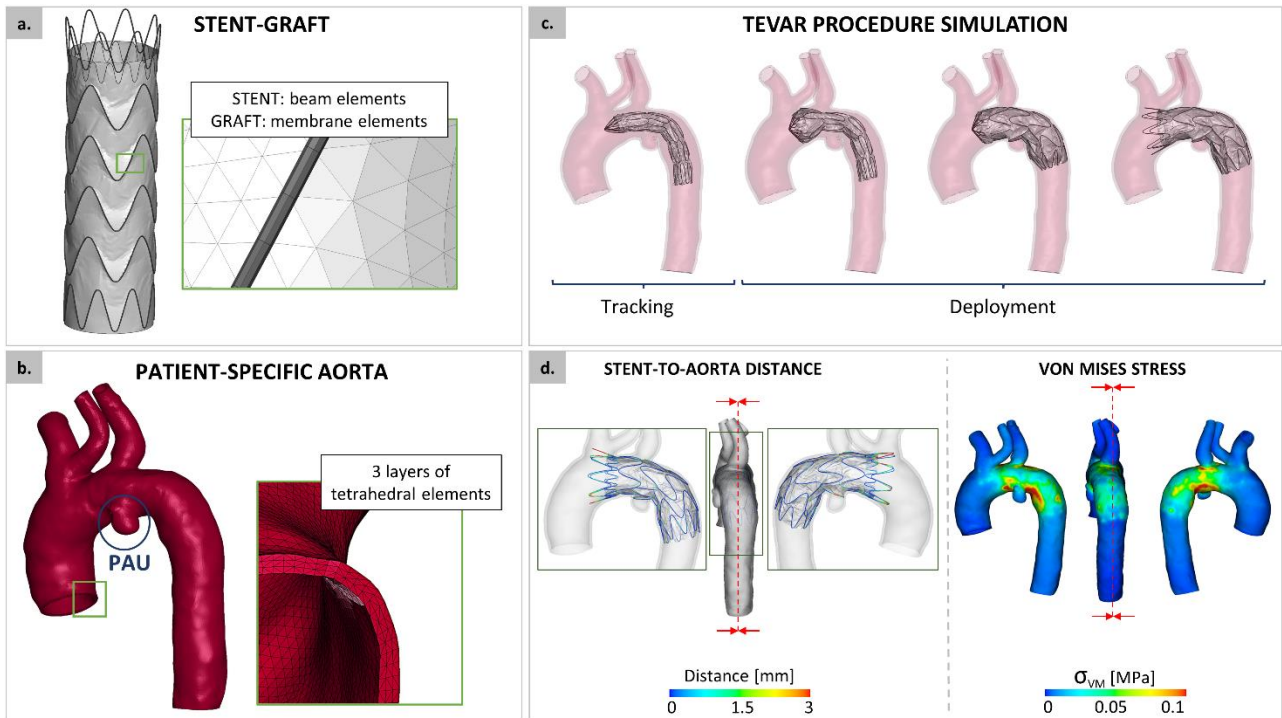 a.
STENT-GRAFT
STENT: beam elements
GRAFT: membrane elements
b.
PATIENT-SPECIFIC AORTA
3 layers of
tetrahedral elements
PAU
c.
TEVAR PROCEDURE SIMULATION
Tracking
Deployment
d.
STENT-TO-AORTA DISTANCE
VON MISES STRESS
Distance [mm]
0 1.5 3
σVM [MPa]
0 0.05 0.1